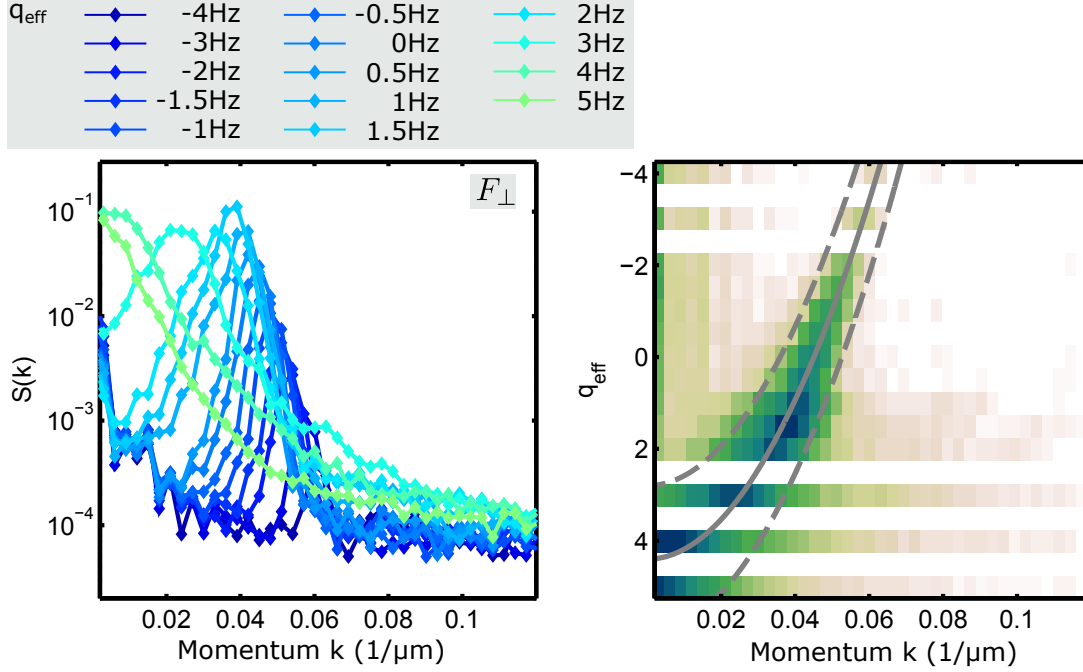 q_eff -4Hz -0.5Hz 2Hz
-3Hz 0Hz 3Hz
-2Hz 0.5Hz 4Hz
-1.5Hz 1Hz 5Hz
-1Hz 1.5Hz
F_⊥
S(k)
10^-1
10^-2
10^-3
10^-4
0.02 0.04 0.06 0.08 0.1
Momentum k (1/μm)
q_eff
-4
-2
0
2
4
0.02 0.04 0.06 0.08 0.1
Momentum k (1/μm)